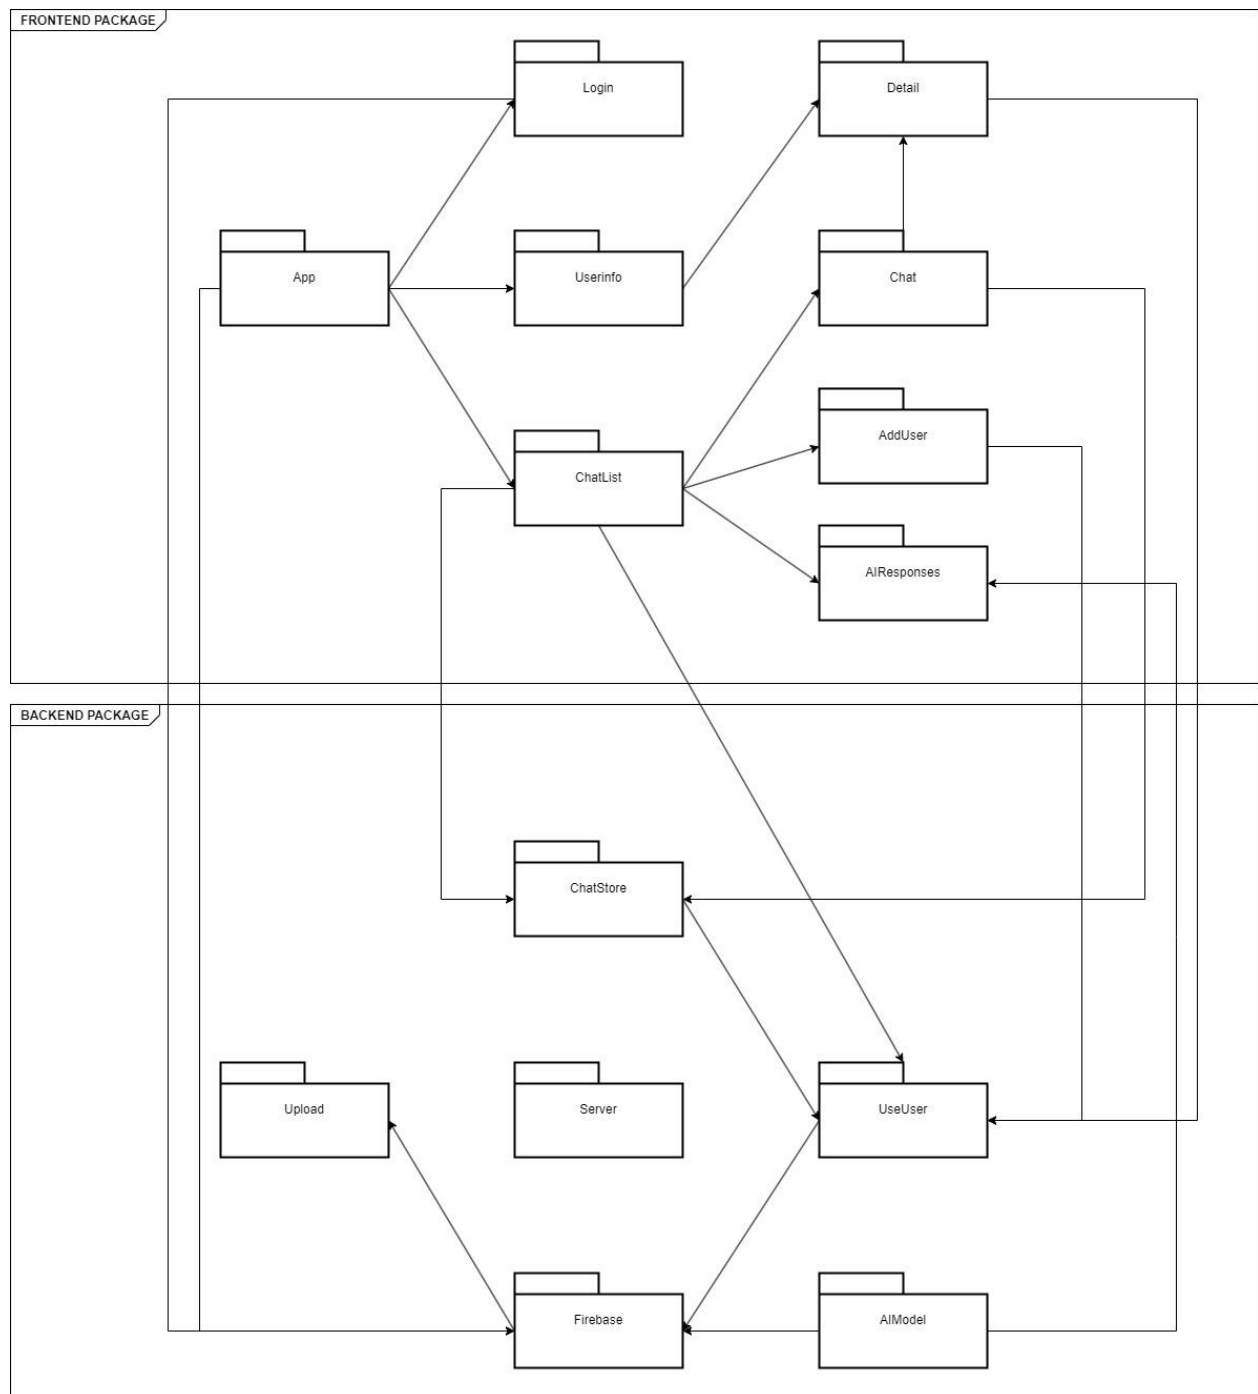 FRONTEND PACKAGE
Login
Detail
App
Userinfo
Chat
AddUser
ChatList
AIResponses
BACKEND PACKAGE
ChatStore
Upload
Server
UseUser
Firebase
AIModel